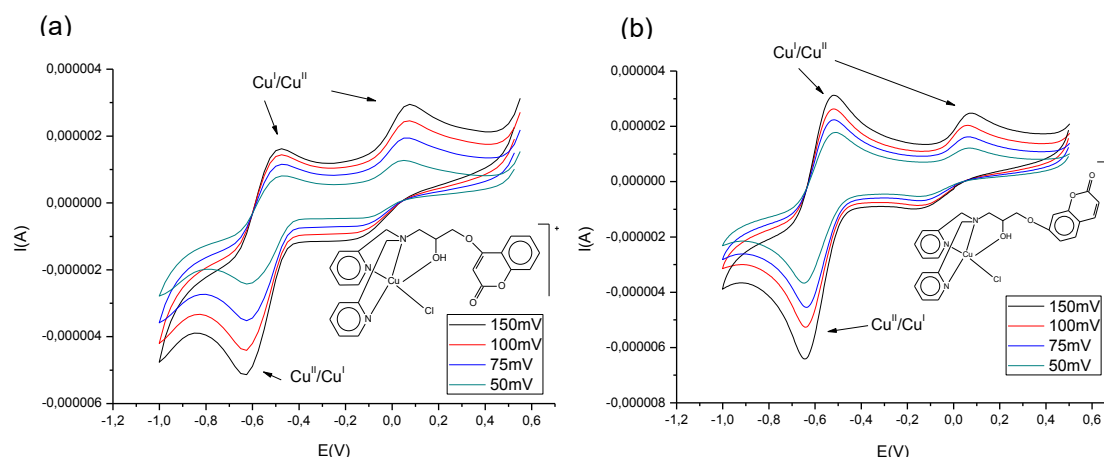 (a)
0,000004
0,000002
0,000000
-0,000002
-0,000004
-0,000006
I(A)
Cu^I/Cu^II
Cu^II/Cu^I
N
N
N
Cu
OH
Cl
O
O
O
+
150mV
100mV
75mV
50mV
-1,2 -1,0 -0,8 -0,6 -0,4 -0,2 0,0 0,2 0,4 0,6
E(V)
(b)
0,000004
0,000002
0,000000
-0,000002
-0,000004
-0,000006
-0,000008
I(A)
Cu^I/Cu^II
Cu^II/Cu^I
N
N
N
Cu
OH
Cl
O
O
O
150mV
100mV
75mV
50mV
-1,2 -1,0 -0,8 -0,6 -0,4 -0,2 0,0 0,2 0,4 0,6
E(V)